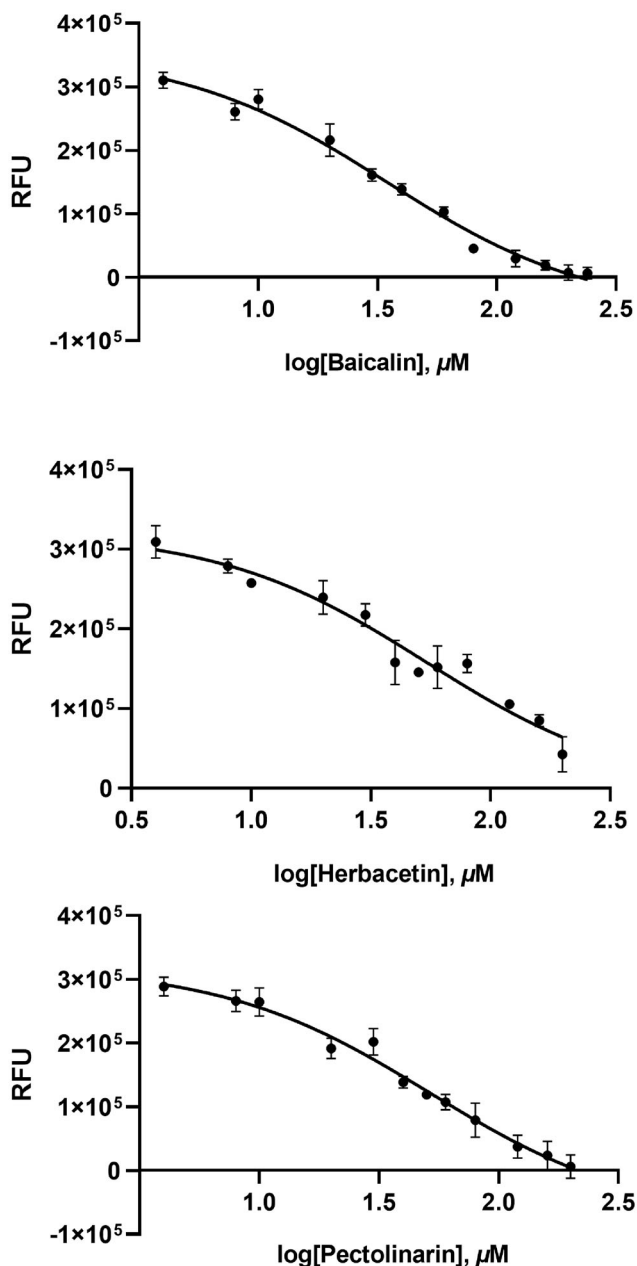 4×10⁵
3×10⁵
2×10⁵
1×10⁵
0
-1×10⁵
RFU
1.0 1.5 2.0 2.5
log[Baicalin], µM
4×10⁵
3×10⁵
2×10⁵
1×10⁵
0
RFU
0.5 1.0 1.5 2.0 2.5
log[Herbacetin], µM
4×10⁵
3×10⁵
2×10⁵
1×10⁵
0
-1×10⁵
RFU
1.0 1.5 2.0 2.5
log[Pectolinarin], µM